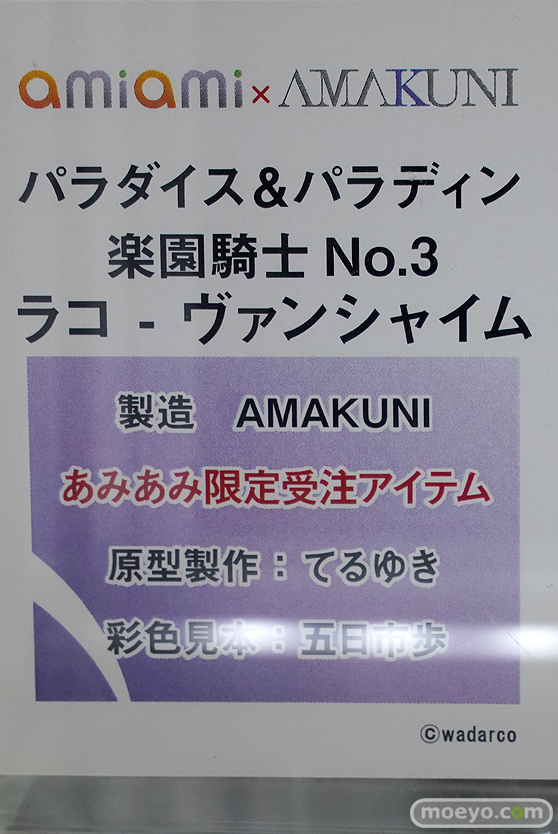 amiami×AMAKUNI
パラダイス＆パラディン
楽園騎士 No.3
ラコ - ヴァンシャイム
製造　AMAKUNI
あみあみ限定受注アイテム
原型製作：てるゆき
彩色見本：五日市歩
©wadarco
moeyo.com